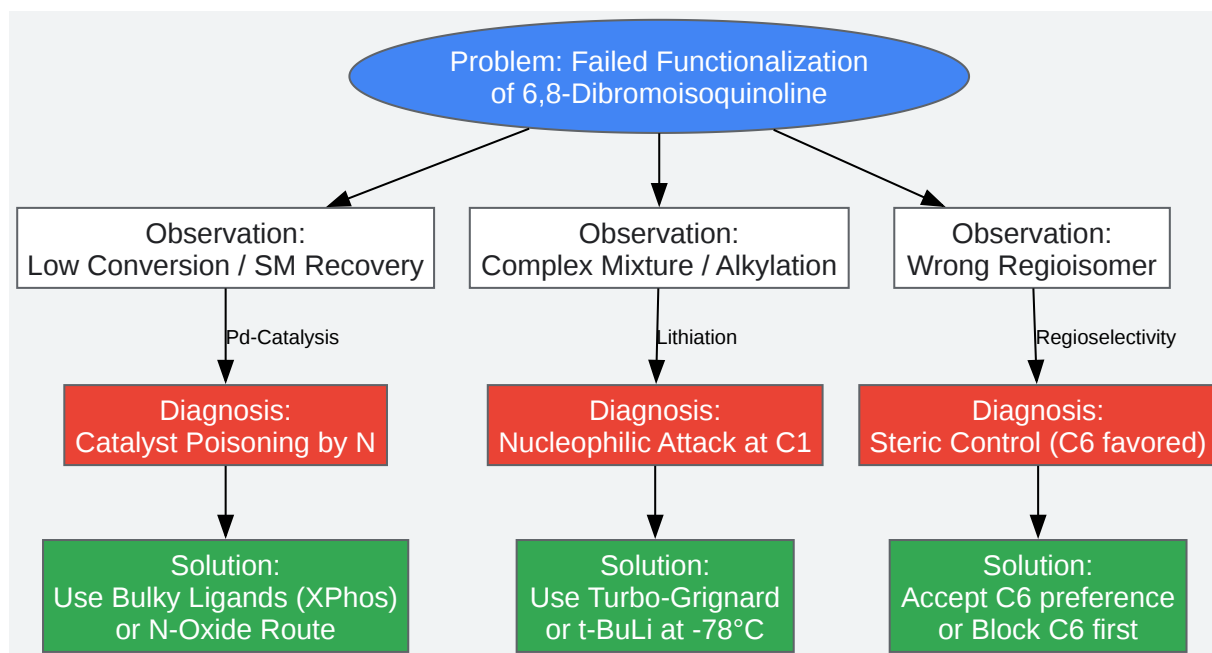 Problem: Failed Functionalization
of 6,8-Dibromoisoquinoline
Observation:
Low Conversion / SM Recovery
Observation:
Complex Mixture / Alkylation
Observation:
Wrong Regioisomer
Pd-Catalysis
Lithiation
Regioselectivity
Diagnosis:
Catalyst Poisoning by N
Diagnosis:
Nucleophilic Attack at C1
Diagnosis:
Steric Control (C6 favored)
Solution:
Use Bulky Ligands (XPhos)
or N-Oxide Route
Solution:
Use Turbo-Grignard
or t-BuLi at -78°C
Solution:
Accept C6 preference
or Block C6 first